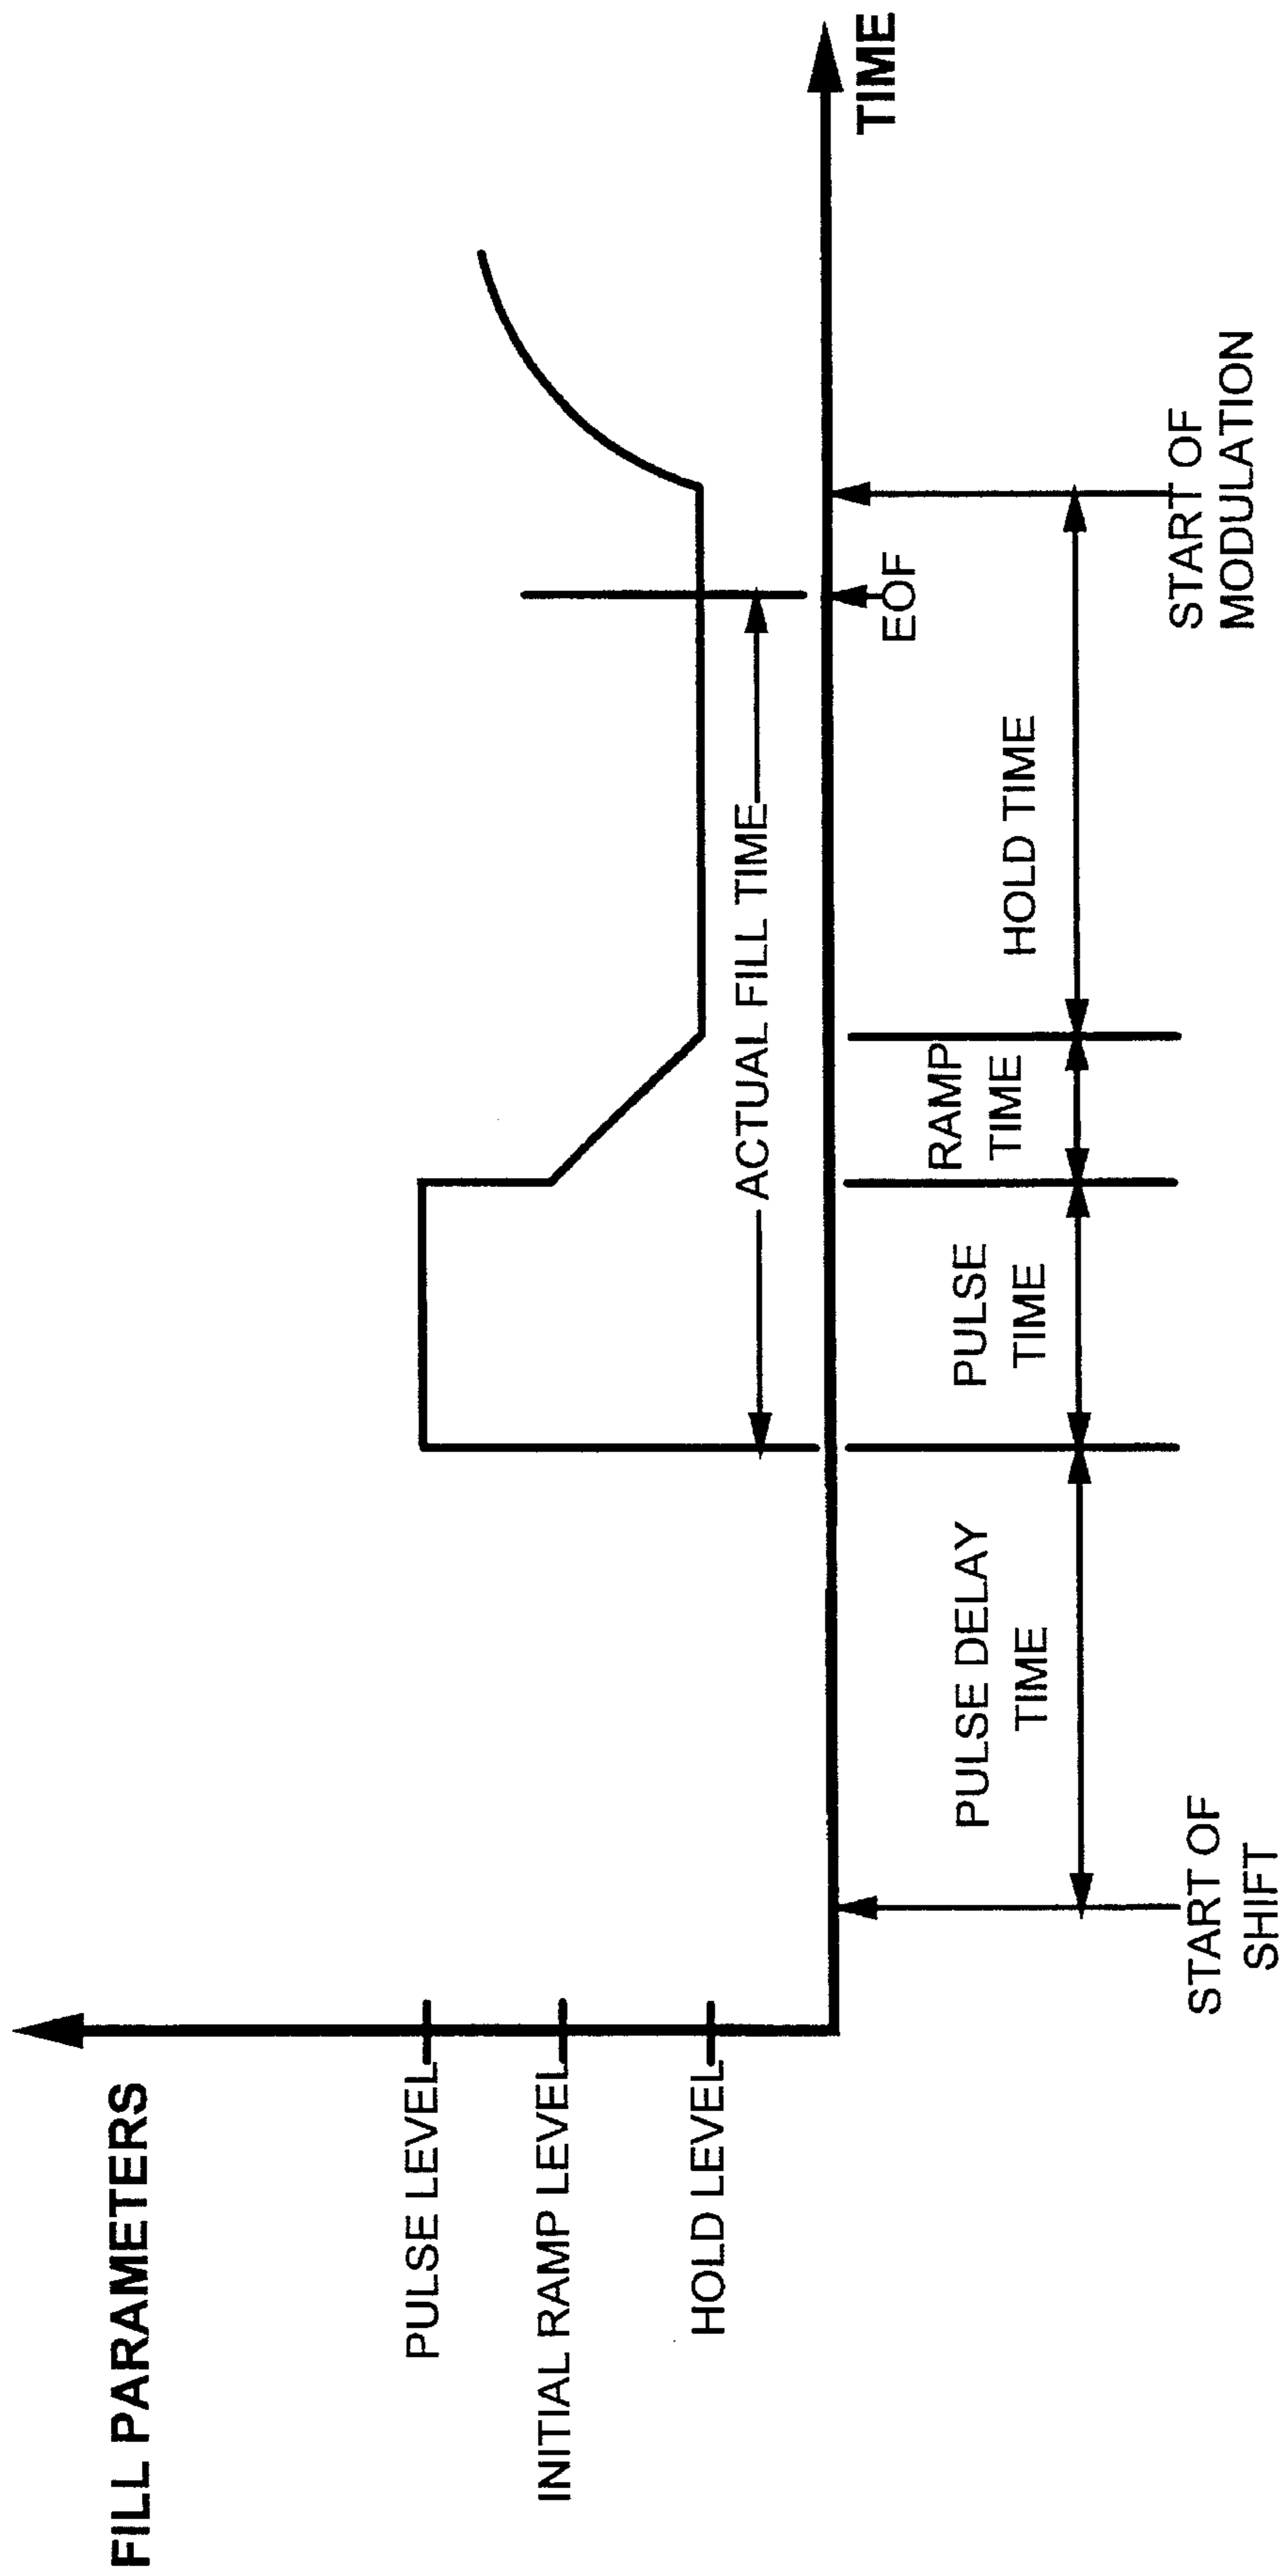 FILL PARAMETERS
PULSE LEVEL
INITIAL RAMP LEVEL
HOLD LEVEL
ACTUAL FILL TIME
TIME
EOF
PULSE DELAY
TIME
PULSE
TIME
RAMP
TIME
HOLD TIME
START OF
SHIFT
START OF
MODULATION